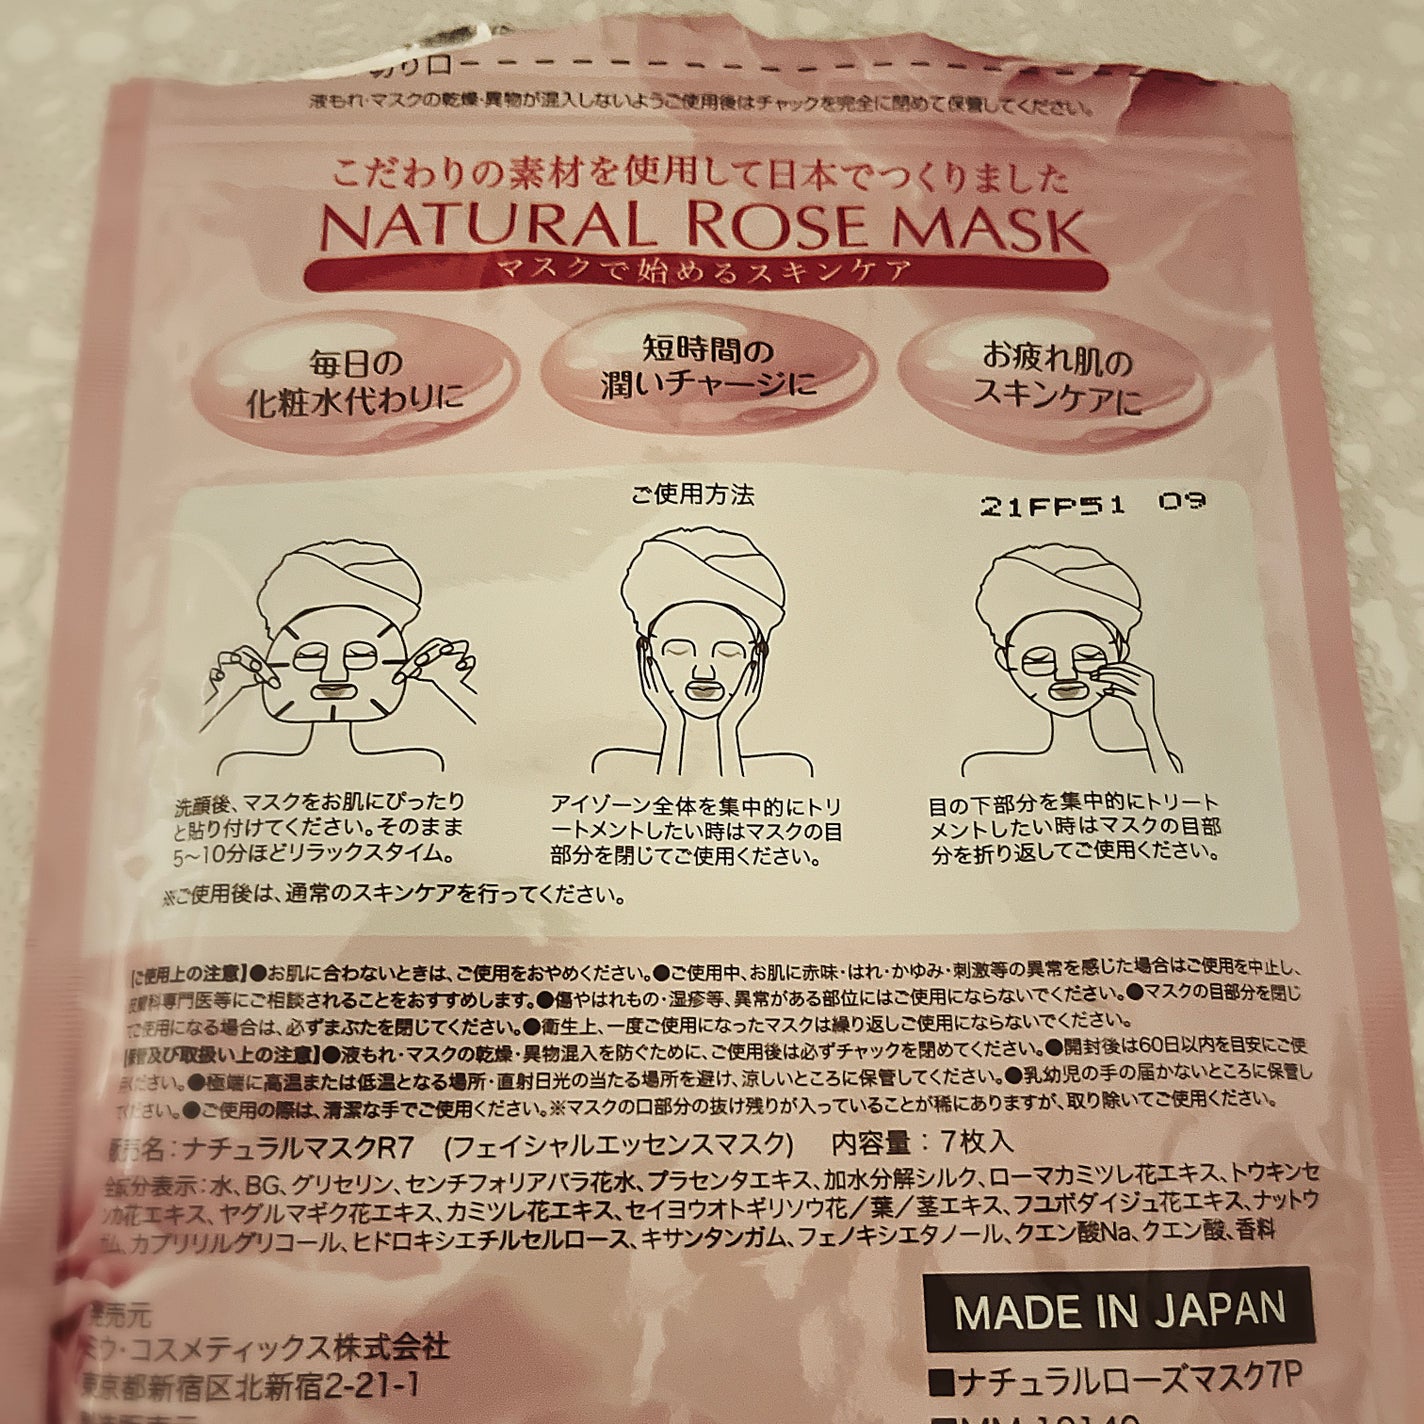 切り口
液もれ・マスクの乾燥・異物が混入しないようご使用後はチャックを完全に閉めて保管してください。
こだわりの素材を使用して日本でつくりました
NATURAL ROSE MASK
マスクで始めるスキンケア
毎日の
化粧水代わりに
短時間の
潤いチャージに
お疲れ肌の
スキンケアに
ご使用方法
21FP51 09
洗顔後、マスクをお肌にぴったり
と貼り付けてください。そのまま
5〜10分ほどリラックスタイム。
アイゾーン全体を集中的にトリ
ートメントしたい時はマスクの目
部分を閉じてご使用ください。
目の下部分を集中的にトリート
メントしたい時はマスクの目部
分を折り返してご使用ください。
※ご使用後は、通常のスキンケアを行ってください。
【ご使用上の注意】●お肌に合わないときは、ご使用をおやめください。●ご使用中、お肌に赤味・はれ・かゆみ・刺激等の異常を感じた場合はご使用を中止し、
皮膚科専門医等にご相談されることをおすすめします。●傷やはれもの・湿疹等、異常がある部位にはご使用にならないでください。●マスクの目部分を閉じ
てご使用になる場合は、必ずまぶたを閉じてください。●衛生上、一度ご使用になったマスクは繰り返しご使用にならないでください。
【保管及び取扱い上の注意】●液もれ・マスクの乾燥・異物混入を防ぐために、ご使用後は必ずチャックを閉めてください。●開封後は60日以内を目安にご使
用ください。●極端に高温または低温となる場所・直射日光の当たる場所を避け、涼しいところに保管してください。●乳幼児の手の届かないところに保管し
てください。●ご使用の際は、清潔な手でご使用ください。※マスクの口部分の抜け残りが入っていることが稀にありますが、取り除いてご使用ください。
販売名：ナチュラルマスクR7 (フェイシャルエッセンスマスク) 内容量：7枚入
全成分表示：水、BG、グリセリン、センチフォリアバラ花水、プラセンタエキス、加水分解シルク、ローマカミツレ花エキス、トウキンセ
ンカ花エキス、ヤグルマギク花エキス、カミツレ花エキス、セイヨウオトギリソウ花／葉／茎エキス、フユボダイジュ花エキス、ナットウ
ガム、カプリリルグリコール、ヒドロキシエチルセルロース、キサンタンガム、フェノキシエタノール、クエン酸Na、クエン酸、香料
発売元
ミウ・コスメティックス株式会社
東京都新宿区北新宿2-21-1
MADE IN JAPAN
■ナチュラルローズマスク7P